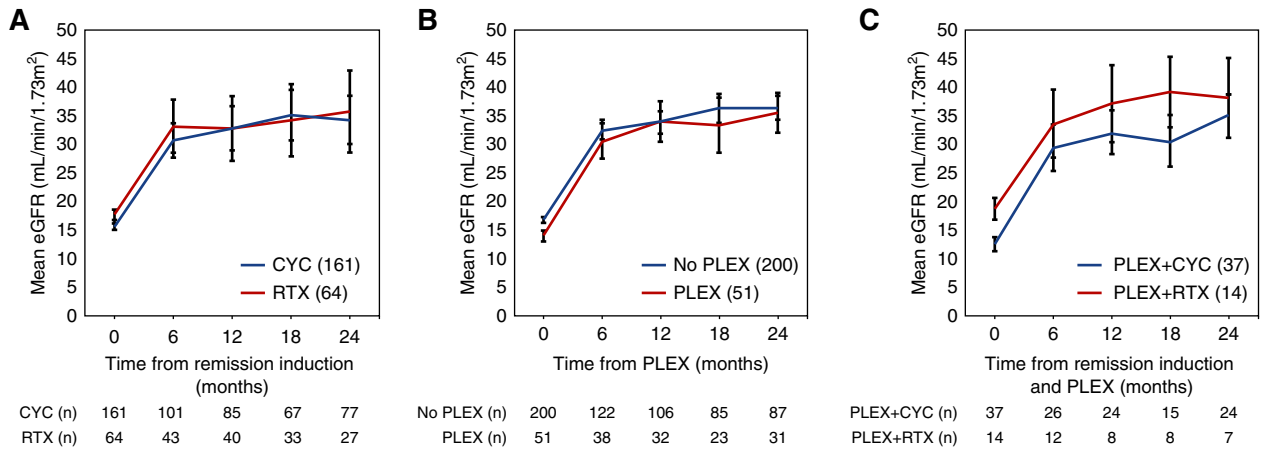 A
Mean eGFR (mL/min/1.73m²)
50
45
40
35
30
25
20
15
10
5
0
CYC (161)
RTX (64)
0 6 12 18 24
Time from remission induction
(months)
CYC (n) 161 101 85 67 77
RTX (n) 64 43 40 33 27
B
Mean eGFR (mL/min/1.73m²)
50
45
40
35
30
25
20
15
10
5
0
No PLEX (200)
PLEX (51)
0 6 12 18 24
Time from PLEX (months)
No PLEX (n) 200 122 106 85 87
PLEX (n) 51 38 32 23 31
C
Mean eGFR (mL/min/1.73m²)
50
45
40
35
30
25
20
15
10
5
0
PLEX+CYC (37)
PLEX+RTX (14)
0 6 12 18 24
Time from remission induction
and PLEX (months)
PLEX+CYC (n) 37 26 24 15 24
PLEX+RTX (n) 14 12 8 8 7